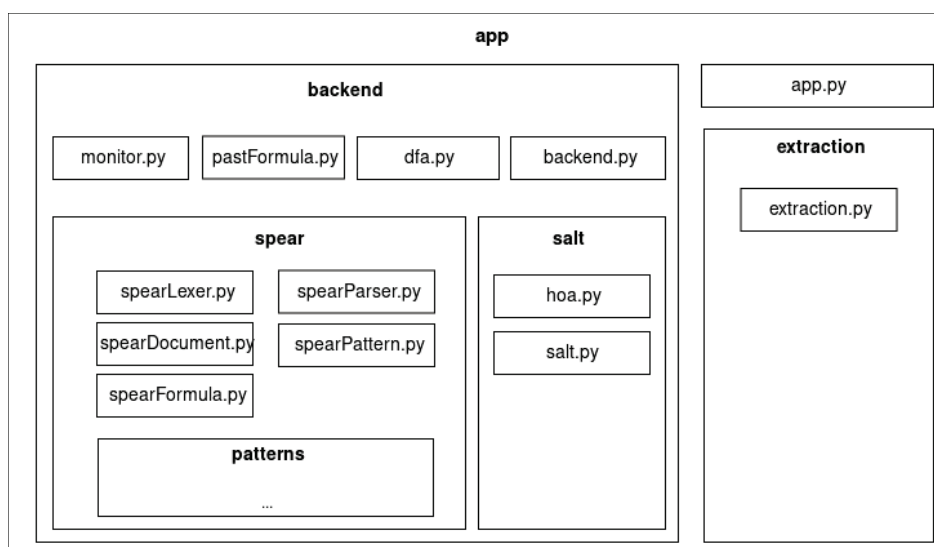 app
backend
monitor.py
pastFormula.py
dfa.py
backend.py
spear
spearLexer.py
spearParser.py
spearDocument.py
spearPattern.py
spearFormula.py
patterns
...
salt
hoa.py
salt.py
app.py
extraction
extraction.py